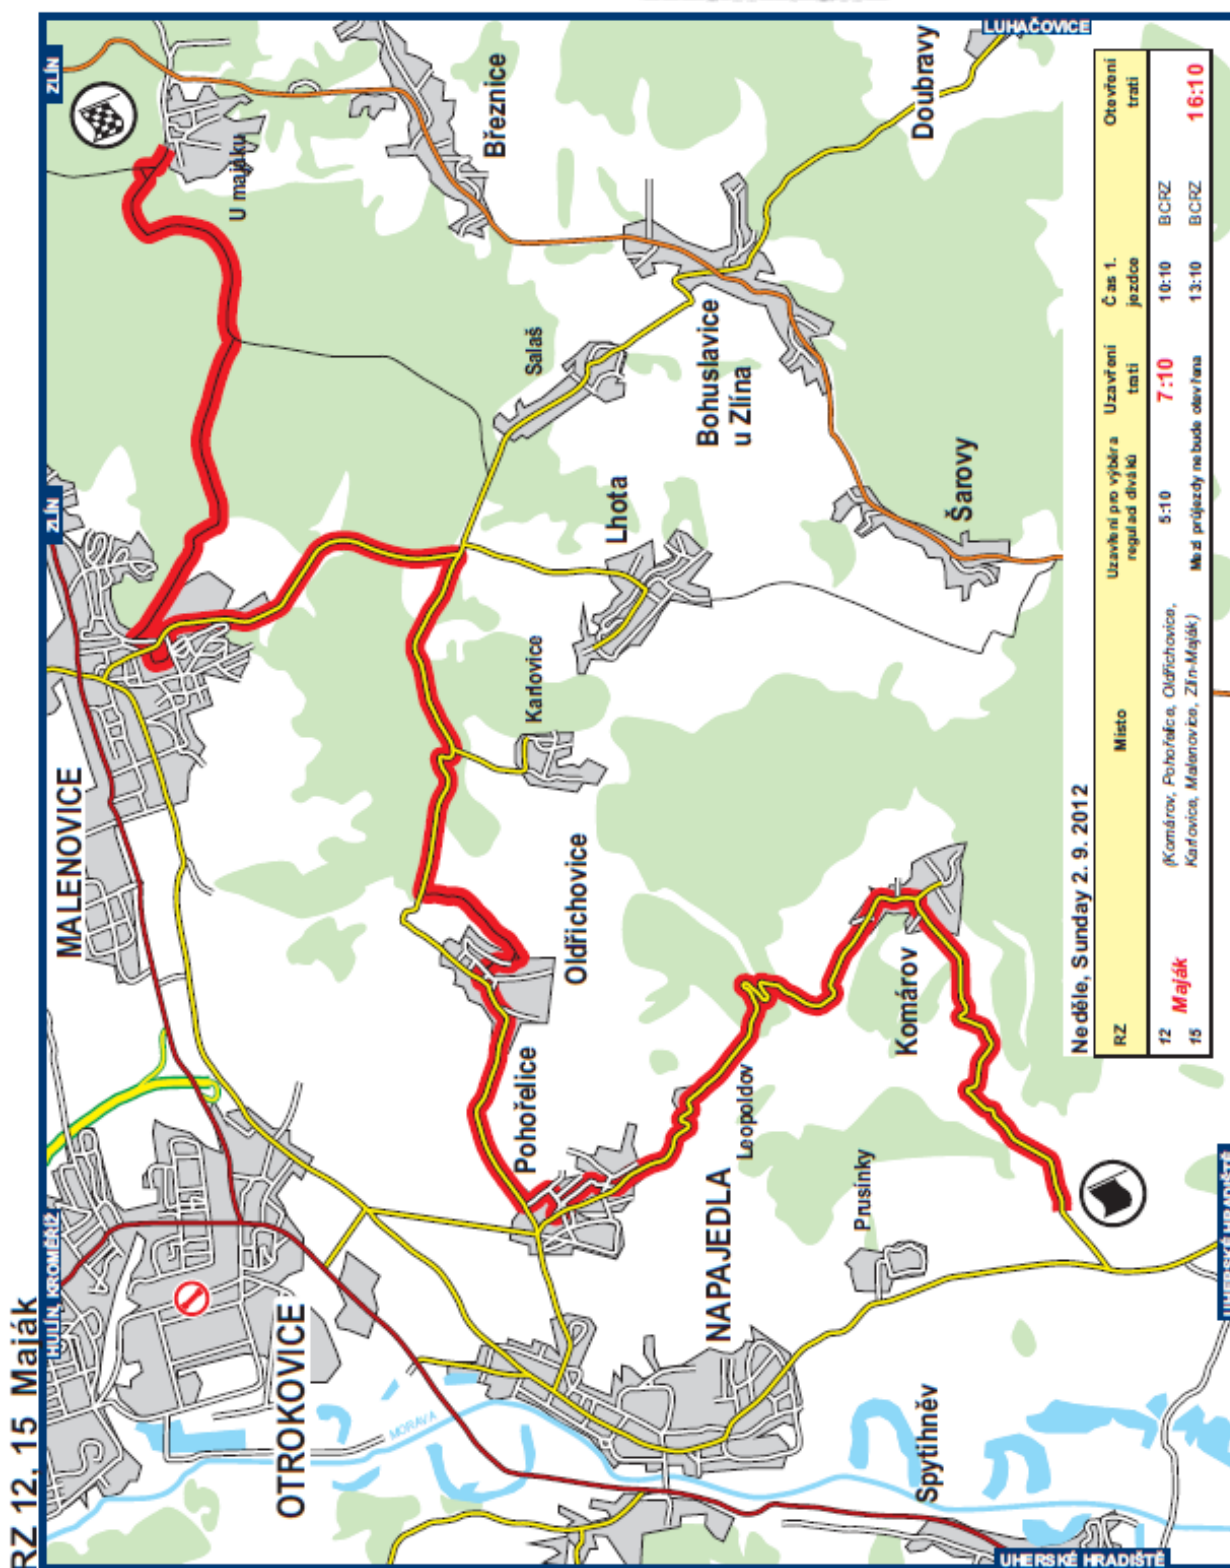 RZ 12, 15 Maják
HULÍN, KROMĚŘÍŽ
ZLÍN
ZLÍN
LUHAČOVICE
MALENOVICE
U majáku
Březnice
Doubravy
OTROKOVICE
MORAVA
Salaš
Bohuslavice
u Zlína
Lhota
Šarovy
Karlovice
Oldřichovice
Pohořelice
Komárov
Leopoldov
NAPAJEDLA
Prusinky
Spytihněv
UHERSKÉ HRADIŠTĚ
UHERSKÉ HRADIŠTĚ
Neděle, Sunday 2. 9. 2012
RZ Místo Uzavření pro výběr a regulaci diváků Uzavření trati Čas 1. jezdce Otevření trati
12 Maják (Komárov, Pohořelice, Oldřichovice, 5:10 7:10 10:10 BCRZ
15 Karlovice, Malenovice, Zlín-Maják) Mezi průjezdy nebude otevřena 13:10 BCRZ 16:10